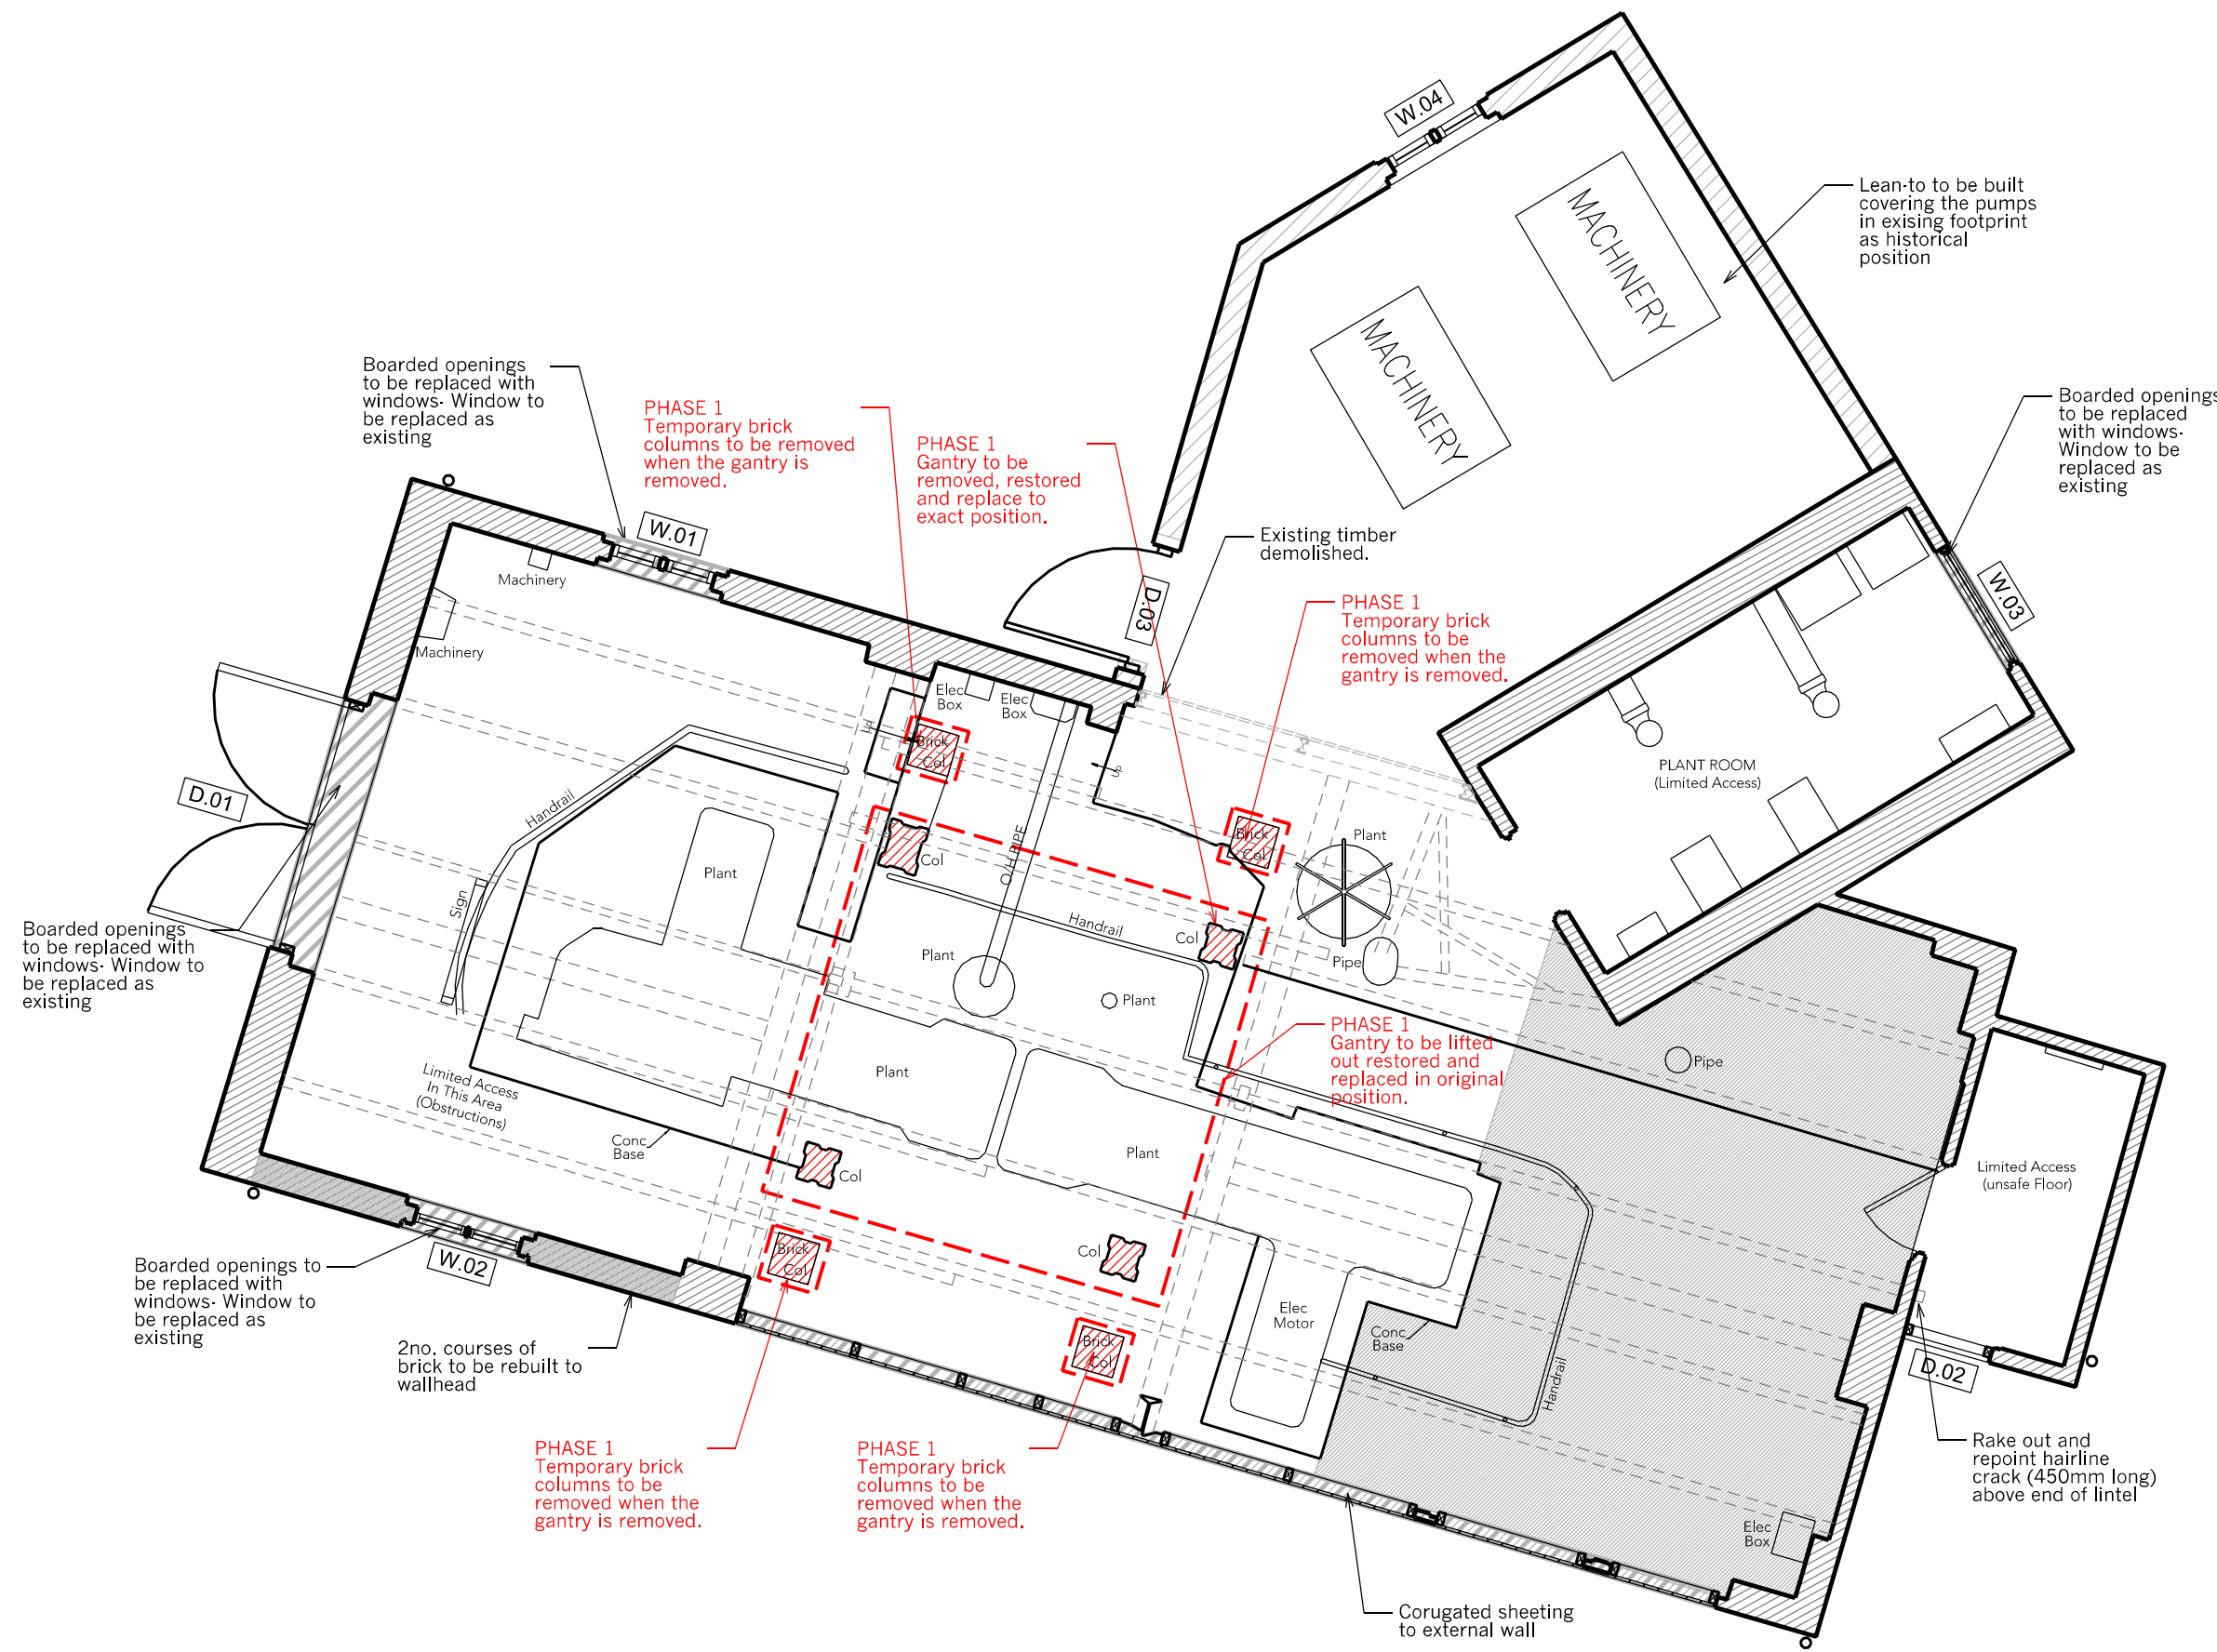 W.04
MACHINERY
MACHINERY
Lean-to to be built
covering the pumps
in exising footprint
as historical
position
Boarded openings
to be replaced with
windows- Window to
be replaced as
existing
PHASE 1
Temporary brick
columns to be removed
when the gantry is
removed.
PHASE 1
Gantry to be
removed, restored
and replace to
exact position.
Boarded openings
to be replaced
with windows-
Window to be
replaced as
existing
W.01
Machinery
Machinery
Existing timber
demolished.
D.03
W.03
PHASE 1
Temporary brick
columns to be
removed when the
gantry is removed.
Elec
Box
Elec
Box
UP
Brick
Col
UP
O/H PIPE
PLANT ROOM
(Limited Access)
D.01
Handrail
Brick
Col
Plant
Col
Plant
Sign
Handrail
Col
Plant
Pipe
Plant
Boarded openings
to be replaced with
windows- Window to
be replaced as
existing
PHASE 1
Gantry to be lifted
out restored and
replaced in original
position.
Pipe
Limited Access
In This Area
(Obstructions)
Plant
Conc
Base
Plant
Col
Limited Access
(unsafe Floor)
Boarded openings to
be replaced with
windows- Window to
be replaced as
existing
W.02
Brick
Col
Col
Elec
Motor
Conc
Base
Handrail
Brick
Col
D.02
2no. courses of
brick to be rebuilt to
wallhead
PHASE 1
Temporary brick
columns to be
removed when the
gantry is removed.
PHASE 1
Temporary brick
columns to be
removed when the
gantry is removed.
Rake out and
repoint hairline
crack (450mm long)
above end of lintel
Elec
Box
Corugated sheeting
to external wall